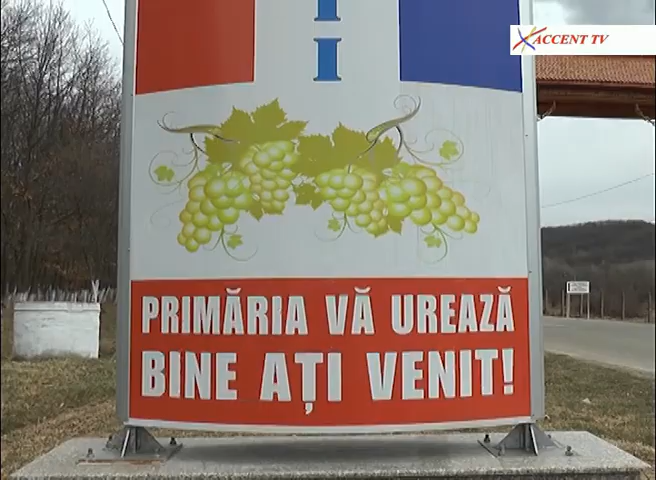 ACCENT TV
I
I
PRIMĂRIA VĂ UREAZĂ
BINE AȚI VENIT!